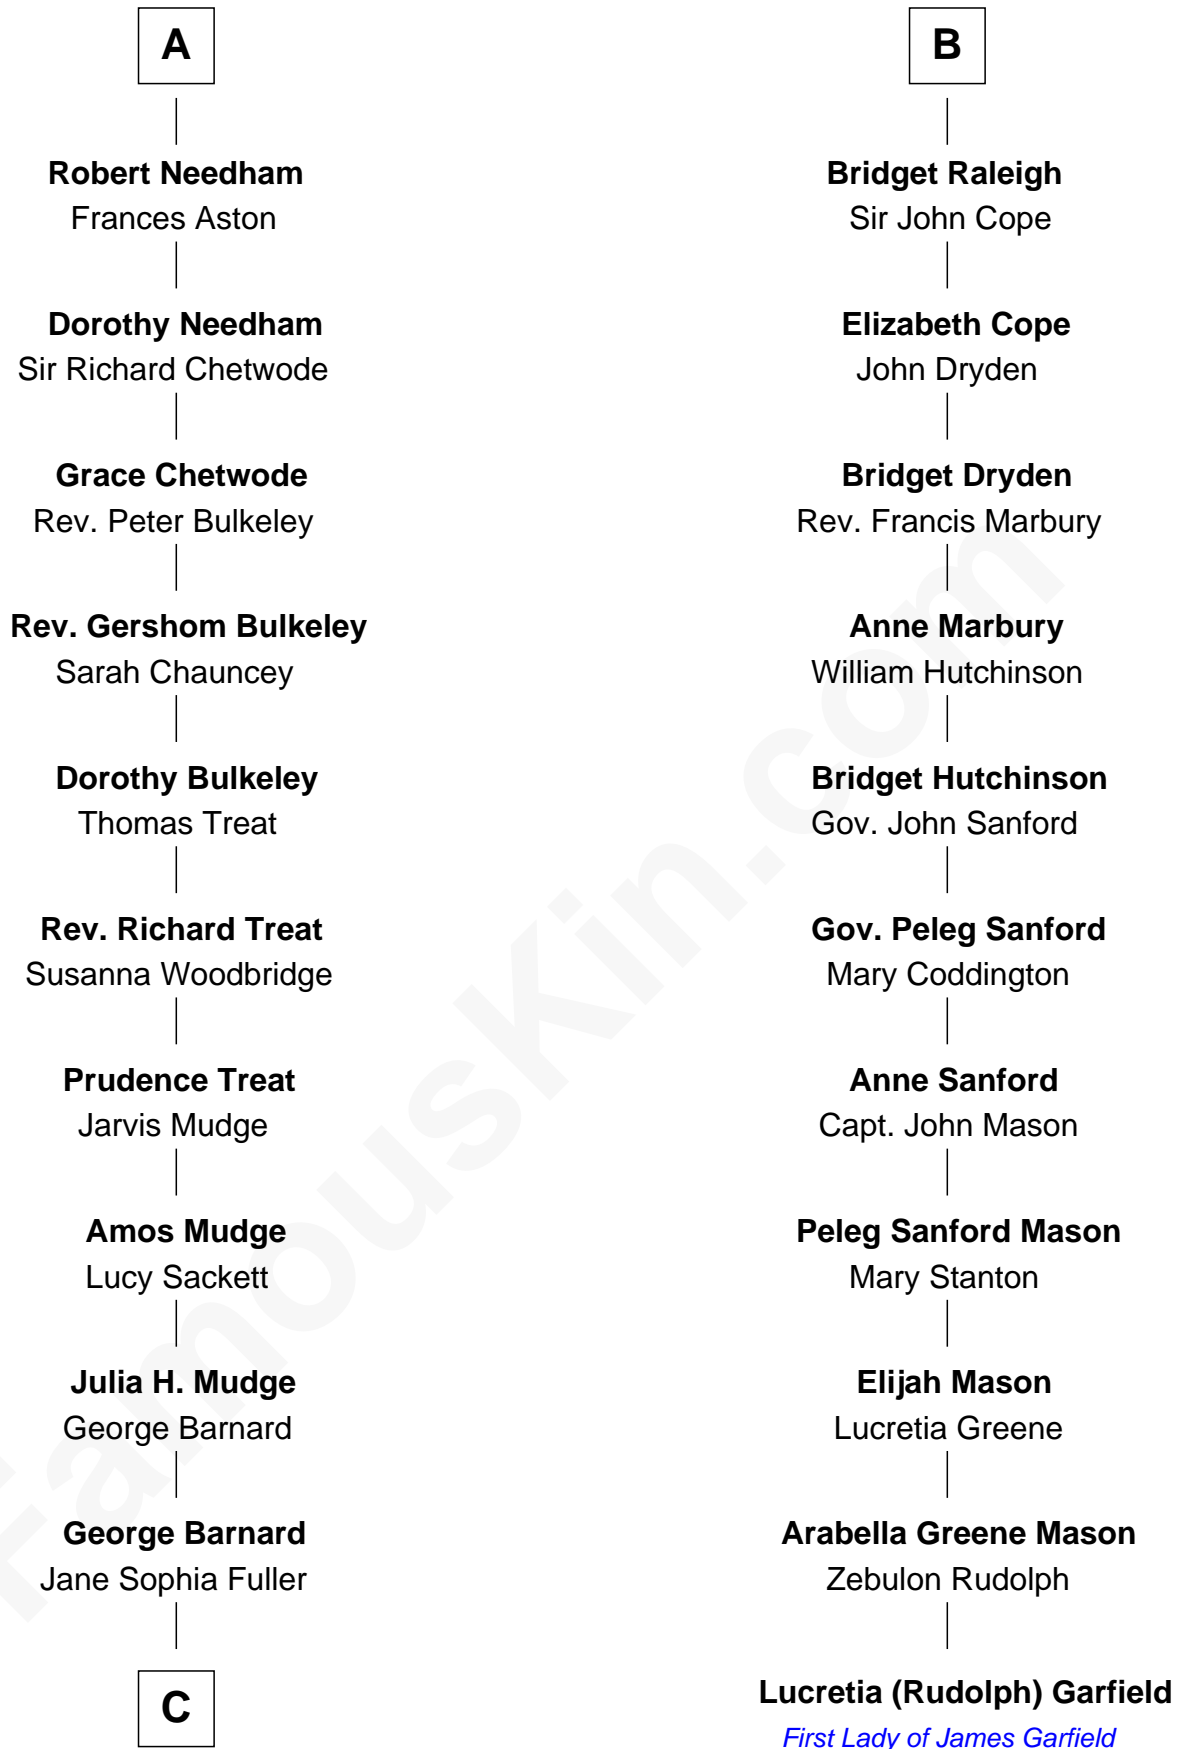 A
Robert Needham
Frances Aston
Dorothy Needham
Sir Richard Chetwode
Grace Chetwode
Rev. Peter Bulkeley
Rev. Gershom Bulkeley
Sarah Chauncey
Dorothy Bulkeley
Thomas Treat
Rev. Richard Treat
Susanna Woodbridge
Prudence Treat
Jarvis Mudge
Amos Mudge
Lucy Sackett
Julia H. Mudge
George Barnard
George Barnard
Jane Sophia Fuller
C
B
Bridget Raleigh
Sir John Cope
Elizabeth Cope
John Dryden
Bridget Dryden
Rev. Francis Marbury
Anne Marbury
William Hutchinson
Bridget Hutchinson
Gov. John Sanford
Gov. Peleg Sanford
Mary Coddington
Anne Sanford
Capt. John Mason
Peleg Sanford Mason
Mary Stanton
Elijah Mason
Lucretia Greene
Arabella Greene Mason
Zebulon Rudolph
Lucretia (Rudolph) Garfield
First Lady of James Garfield
FamousKin.com